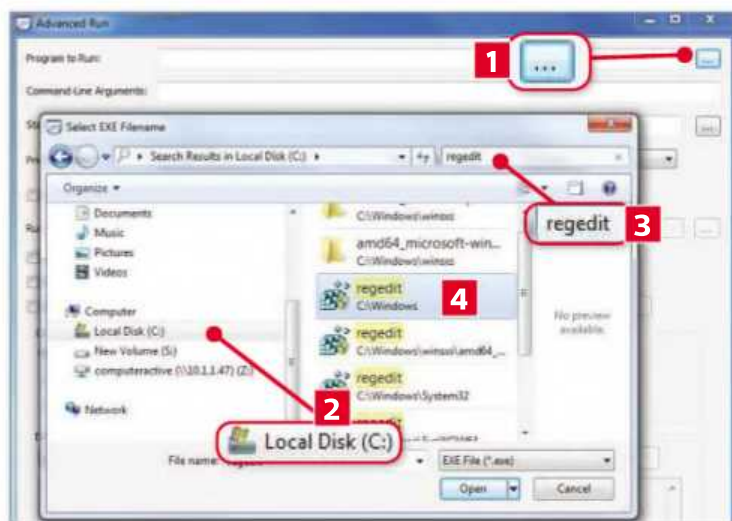 Advanced Run
Program to Run:
1
...
...
Command-Line Arguments:
...
Select EXE Filename
Search Results in Local Disk (C:)
regedit
Organize
Documents
Music
Pictures
Videos
Computer
Local Disk (C:)
New Volume (S:)
computeractive (\\10.1.1.47) (Z:)
Network
C:\Windows\winsxs
amd64_microsoft-win...
C:\Windows\winsxs
regedit
C:\Windows
4
regedit
C:\Windows\winsxs\amd64_...
regedit
C:\Windows\System32
regedit 3
No preview available.
2
Local Disk (C:)
File name:
EXE File (*.exe)
Open
Cancel